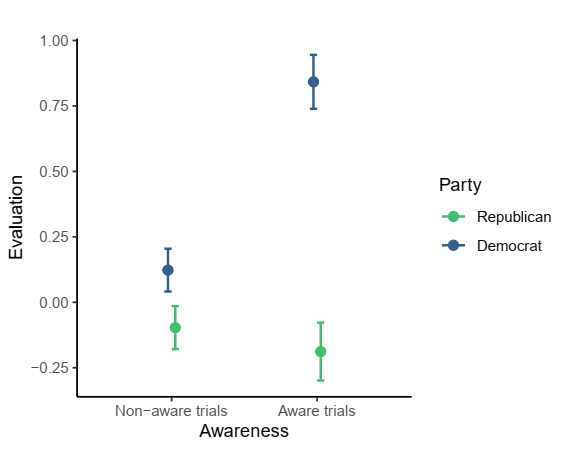 1.00
0.75
0.50
0.25
0.00
−0.25
Evaluation
Non−aware trials
Aware trials
Awareness
Party
Republican
Democrat